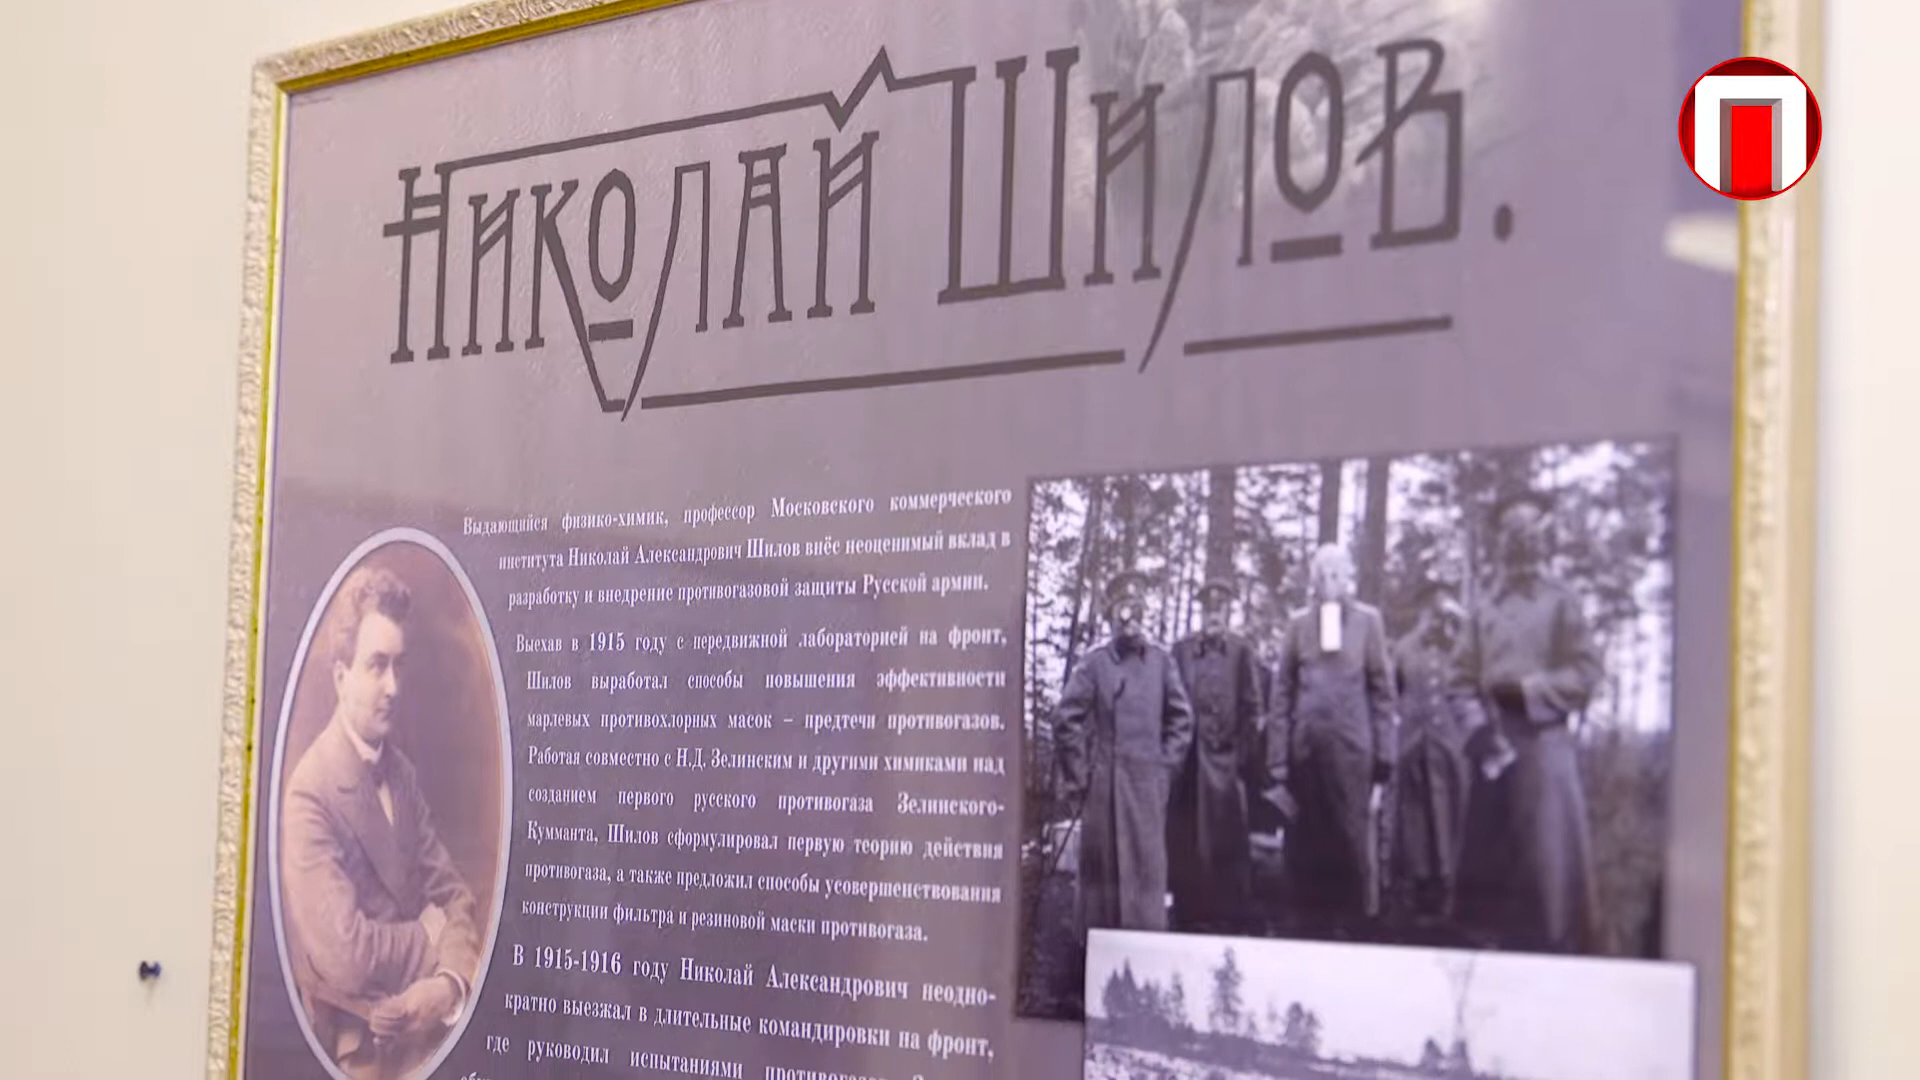 Николай Шилов.
Выдающийся физико-химик, профессор Московского коммерческого
института Николай Александрович Шилов внёс неоценимый вклад в
разработку и внедрение противогазовой защиты Русской армии.
Выехав в 1915 году с передвижной лабораторией на фронт,
Шилов выработал способы повышения эффективности
марлевых противохлорных масок – предтечи противогазов.
Работая совместно с Н.Д. Зелинским и другими химиками над
созданием первого русского противогаза Зелинского-
Кумманта, Шилов сформулировал первую теорию действия
противогаза, а также предложил способы усовершенствования
конструкции фильтра и резиновой маски противогаза.
В 1915-1916 году Николай Александрович неодно-
кратно выезжал в длительные командировки на фронт,
где руководил испытаниями
П